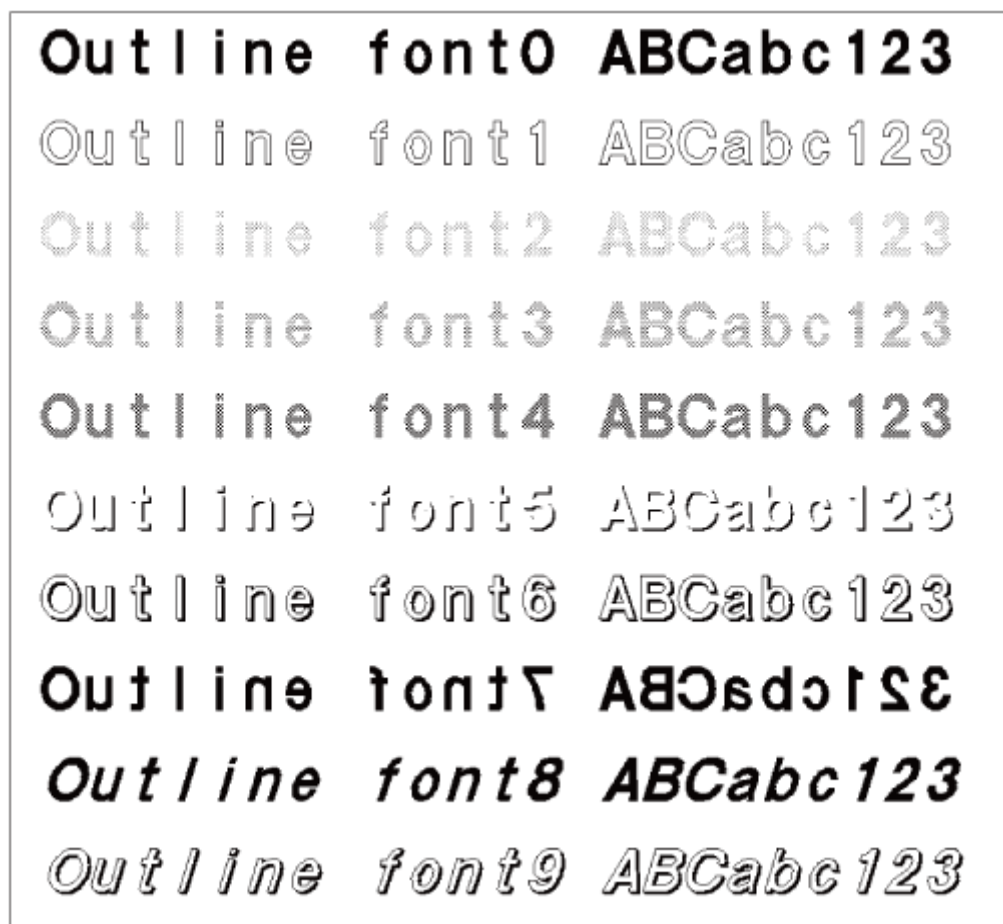 Outline font0 ABCabc123
Outline font1 ABCabc123
Outline font2 ABCabc123
Outline font3 ABCabc123
Outline font4 ABCabc123
Outline font5 ABCabc123
Outline font6 ABCabc123
Outline font7 ABCabc123
Outline font8 ABCabc123
Outline font9 ABCabc123